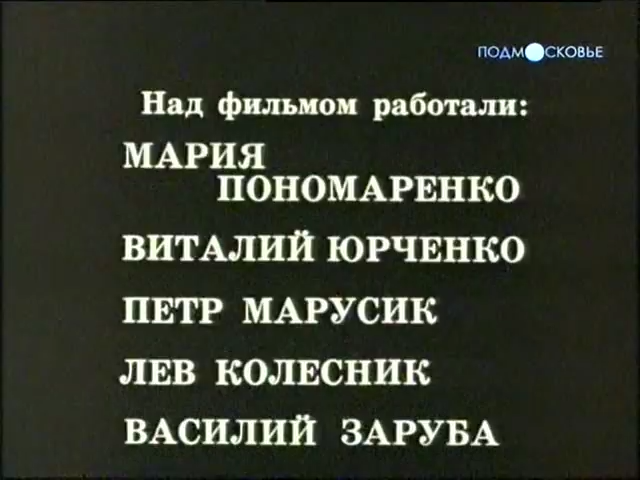 ПОДМОСКОВЬЕ
Над фильмом работали:
МАРИЯ
ПОНОМАРЕНКО
ВИТАЛИЙ ЮРЧЕНКО
ПЕТР МАРУСИК
ЛЕВ КОЛЕСНИК
ВАСИЛИЙ ЗАРУБА